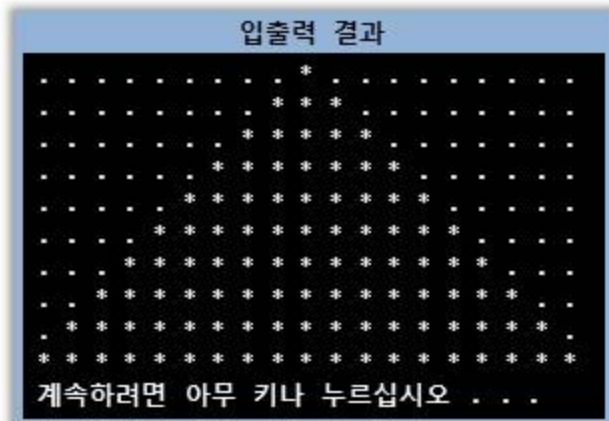 입출력 결과
. . . . . . . . . * . . . . . . . . .
. . . . . . . . * * * . . . . . . . .
. . . . . . . * * * * * . . . . . . .
. . . . . . * * * * * * * . . . . . .
. . . . . * * * * * * * * * . . . . .
. . . . * * * * * * * * * * * . . . .
. . . * * * * * * * * * * * * * . . .
. . * * * * * * * * * * * * * * * . .
. * * * * * * * * * * * * * * * * * .
* * * * * * * * * * * * * * * * * * *
계속하려면 아무 키나 누르십시오 . . .